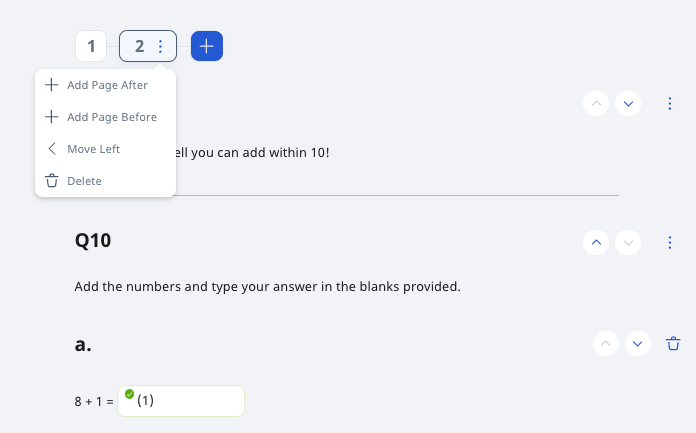 1
2
Add Page After
Add Page Before
Move Left
Delete
you can add within 10!
Q10
Add the numbers and type your answer in the blanks provided.
a.
8 + 1 = (1)